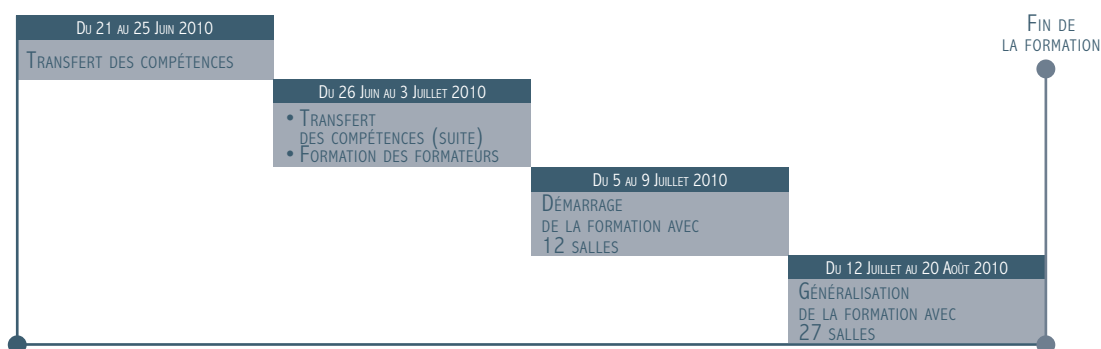 Du 21 au 25 Juin 2010
Transfert des compétences
Du 26 Juin au 3 Juillet 2010
• Transfert
des compétences (suite)
• Formation des formateurs
Du 5 au 9 Juillet 2010
Démarrage
de la formation avec
12 salles
Du 12 Juillet au 20 Août 2010
Généralisation
de la formation avec
27 salles
Fin de
la formation